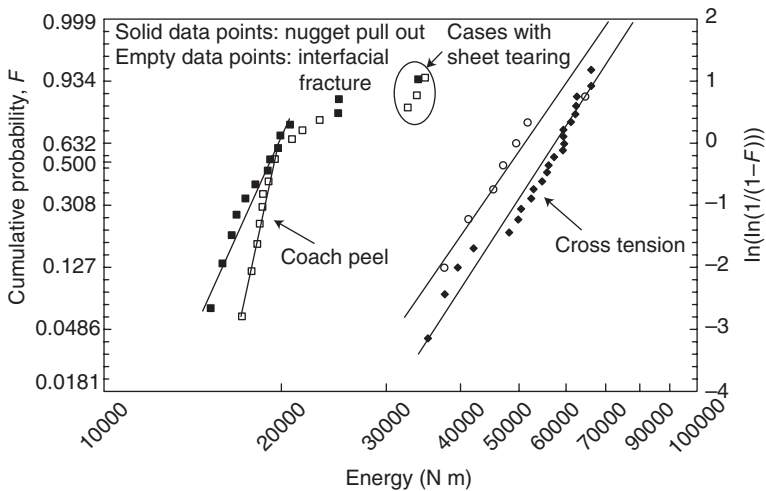 Solid data points: nugget pull out
Empty data points: interfacial
fracture
Cases with
sheet tearing
Coach peel
Cross tension
Cumulative probability, F
0.999
0.934
0.632
0.500
0.308
0.127
0.0486
0.0181
2
1
0
−1
−2
−3
−4
ln(ln(1/(1−F)))
10000
20000
30000
40000
50000
60000
70000
80000
90000
100000
Energy (N m)